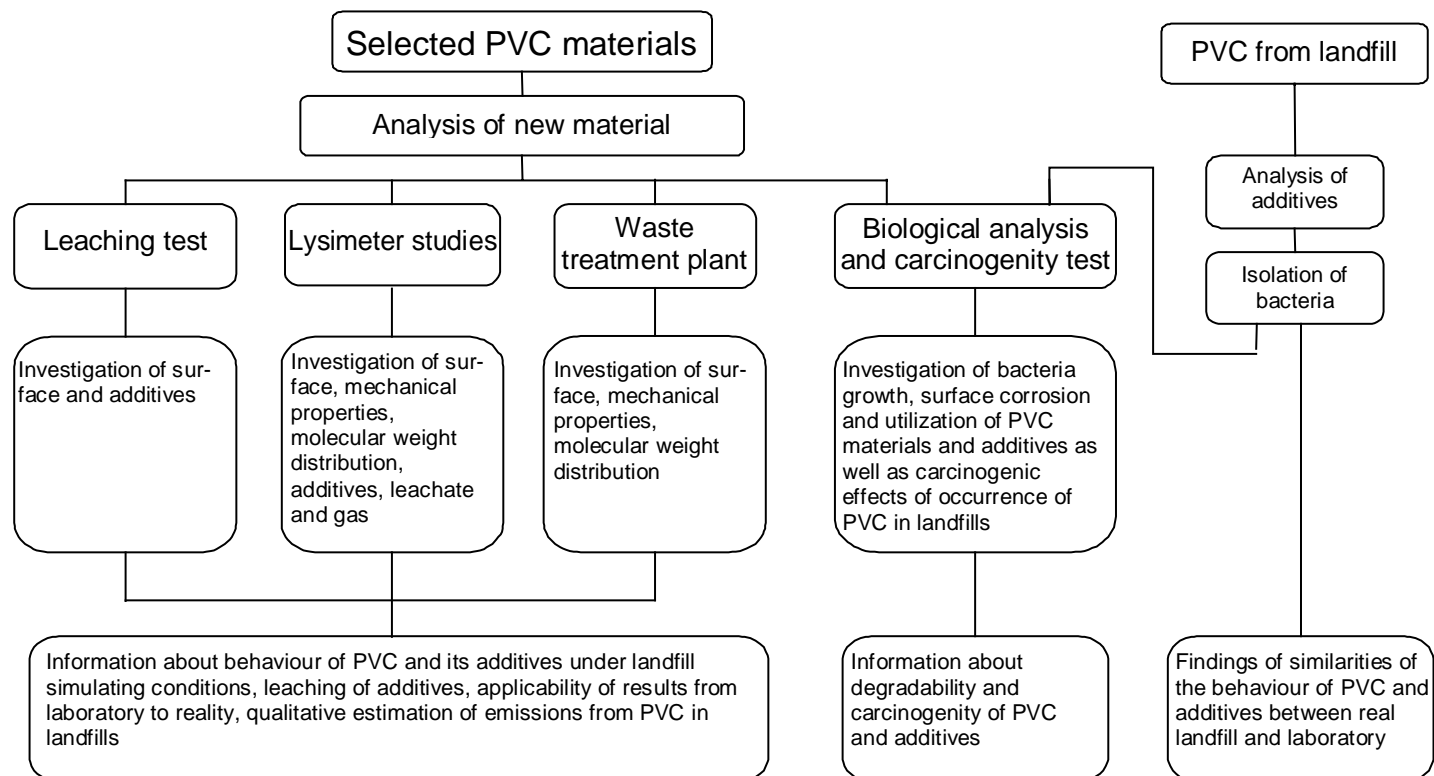 Selected PVC materials
PVC from landfill
Analysis of new material
Analysis of
additives
Leaching test
Lysimeter studies
Waste
treatment plant
Biological analysis
and carcinogenity test
Isolation of
bacteria
Investigation of sur-
face and additives
Investigation of sur-
face, mechanical
properties,
molecular weight
distribution,
additives, leachate
and gas
Investigation of sur-
face, mechanical
properties,
molecular weight
distribution
Investigation of bacteria
growth, surface corrosion
and utilization of PVC
materials and additives as
well as carcinogenic
effects of occurrence of
PVC in landfills
Information about behaviour of PVC and its additives under landfill
simulating conditions, leaching of additives, applicability of results from
laboratory to reality, qualitative estimation of emissions from PVC in
landfills
Information about
degradability and
carcinogenity of PVC
and additives
Findings of similarities of
the behaviour of PVC and
additives between real
landfill and laboratory